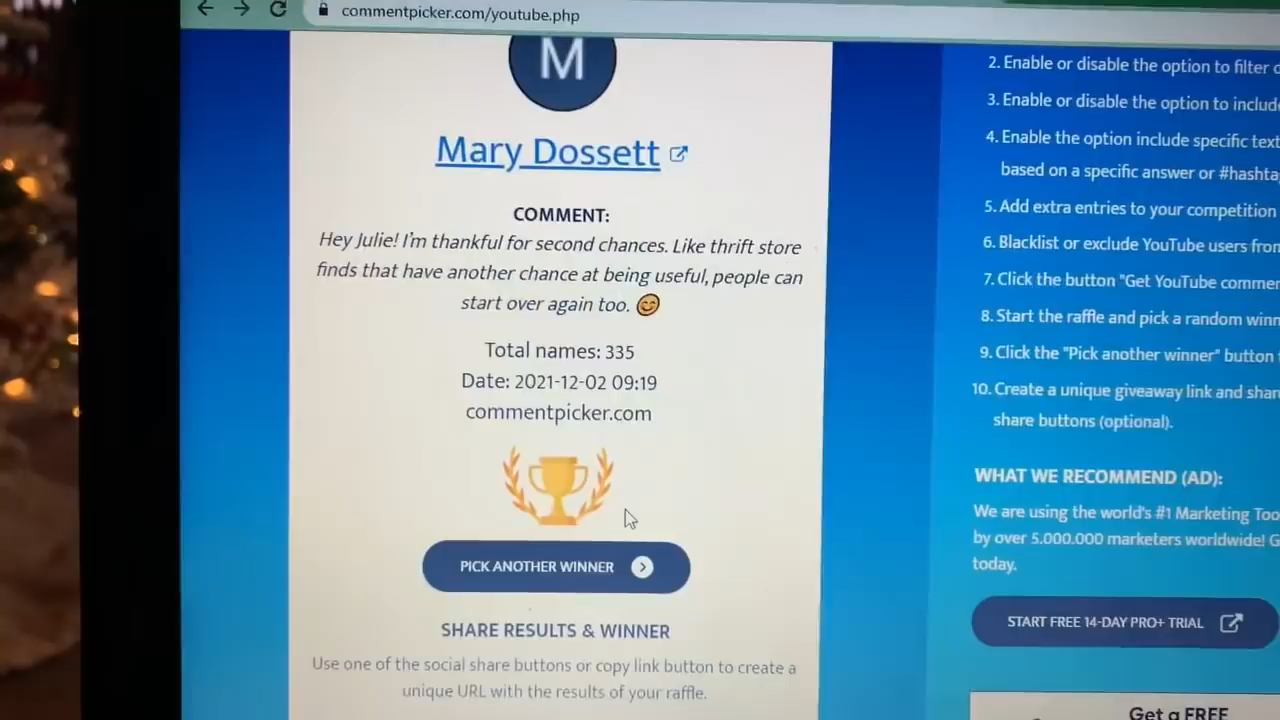 commentpicker.com/youtube.php
M
Mary Dossett
COMMENT:
Hey Julie! I'm thankful for second chances. Like thrift store
finds that have another chance at being useful, people can
start over again too. 😊
Total names: 335
Date: 2021-12-02 09:19
commentpicker.com
PICK ANOTHER WINNER
SHARE RESULTS & WINNER
Use one of the social share buttons or copy link button to create a
unique URL with the results of your raffle.
2. Enable or disable the option to filter
3. Enable or disable the option to
4. Enable the option include specific text
based on a specific answer or
5. Add extra entries to your competition
6. Blacklist or exclude YouTube users
7. Click the button "Get YouTube
8. Start the raffle and pick a random
9. Click the "Pick another winner" button
10. Create a unique giveaway link and
share buttons (optional).
WHAT WE RECOMMEND (AD):
We are using the world's #1 Marketing
by over 5.000.000 marketers worldwide!
today.
START FREE 14-DAY PRO+ TRIAL
Get a FREE